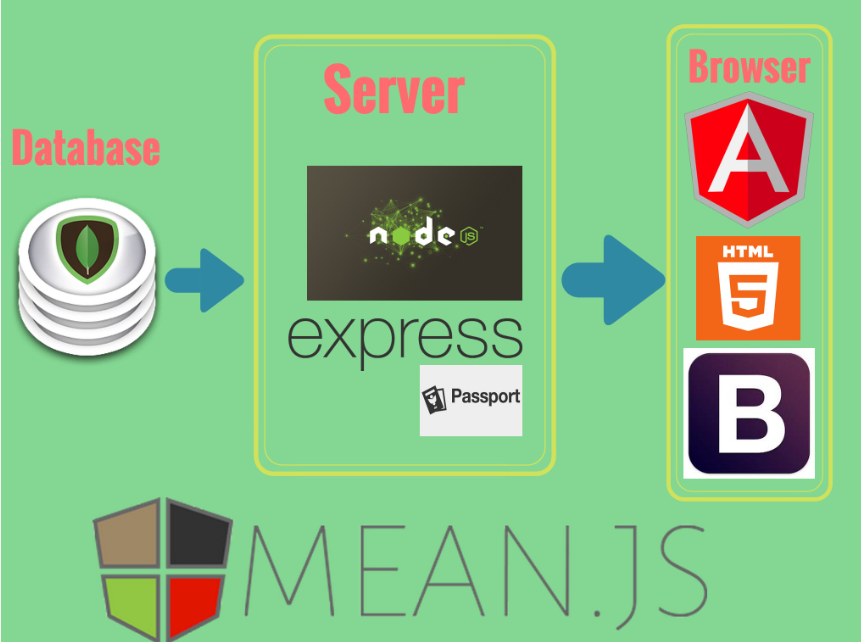 Database
Server
node
JS
express
Passport
Browser
A
HTML
5
B
MEAN.JS